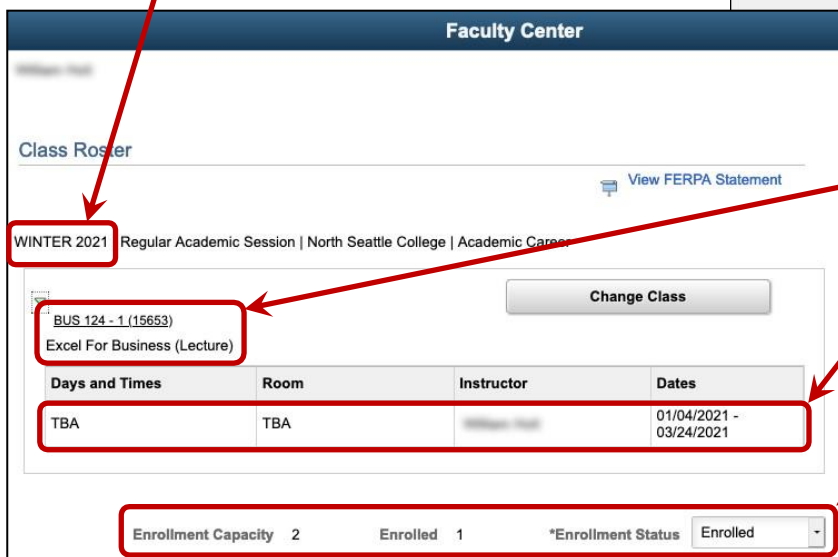 Faculty Center
Class Roster
View FERPA Statement
WINTER 2021 Regular Academic Session | North Seattle College | Academic Career
Change Class
BUS 124 - 1 (15653)
Excel For Business (Lecture)
Days and Times Room Instructor Dates
TBA TBA 01/04/2021 -
03/24/2021
Enrollment Capacity 2 Enrolled 1 *Enrollment Status Enrolled